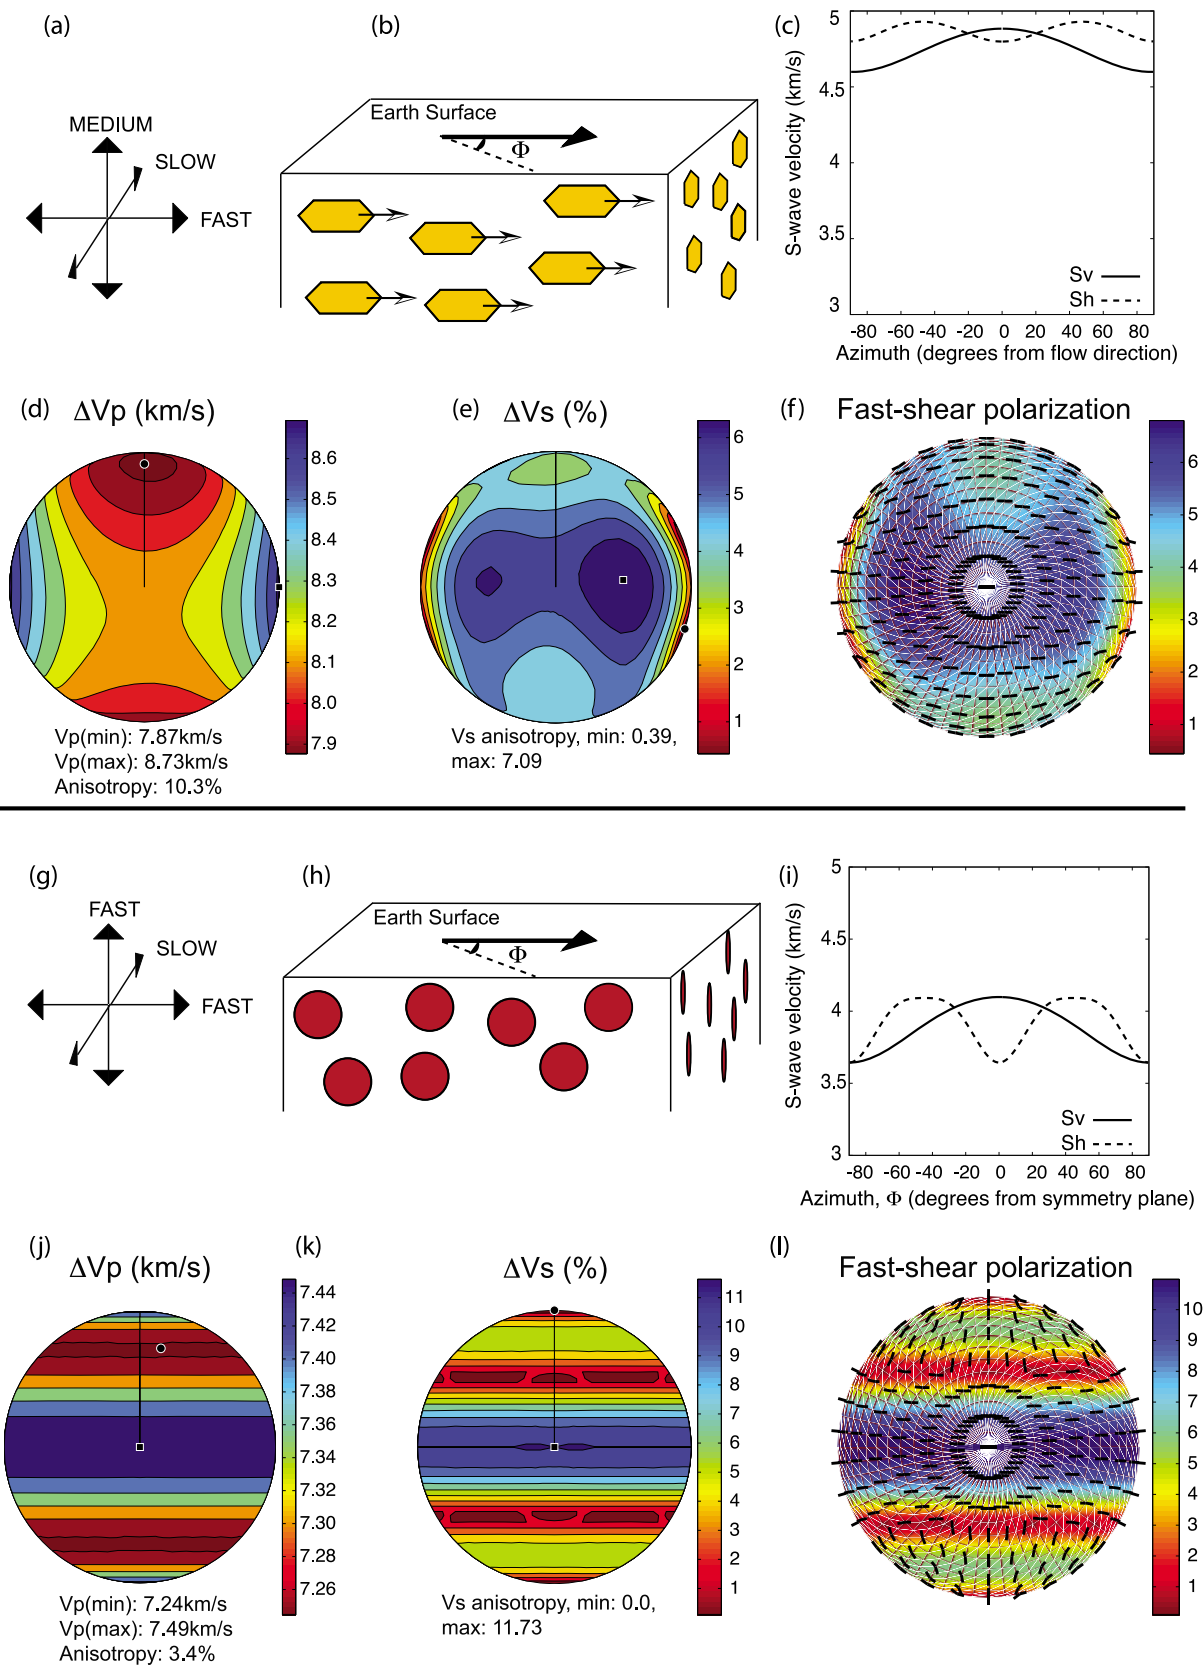 (a)
MEDIUM
SLOW
FAST
(b)
Earth Surface
Φ
(c)
S-wave velocity (km/s)
5
4.5
4
3.5
3
Sv
Sh
-80 -60 -40 -20 0 20 40 60 80
Azimuth (degrees from flow direction)
(d)
ΔVp (km/s)
8.6
8.5
8.4
8.3
8.2
8.1
8.0
7.9
Vp(min): 7.87km/s
Vp(max): 8.73km/s
Anisotropy: 10.3%
(e)
ΔVs (%)
6
5
4
3
2
1
Vs anisotropy, min: 0.39,
max: 7.09
(f)
Fast-shear polarization
6
5
4
3
2
1
(g)
FAST
SLOW
FAST
(h)
Earth Surface
Φ
(i)
S-wave velocity (km/s)
5
4.5
4
3.5
3
Sv
Sh
-80 -60 -40 -20 0 20 40 60 80
Azimuth, Φ (degrees from symmetry plane)
(j)
ΔVp (km/s)
7.44
7.42
7.40
7.38
7.36
7.34
7.32
7.30
7.28
7.26
Vp(min): 7.24km/s
Vp(max): 7.49km/s
Anisotropy: 3.4%
(k)
ΔVs (%)
11
10
9
8
7
6
5
4
3
2
1
Vs anisotropy, min: 0.0,
max: 11.73
(l)
Fast-shear polarization
10
9
8
7
6
5
4
3
2
1